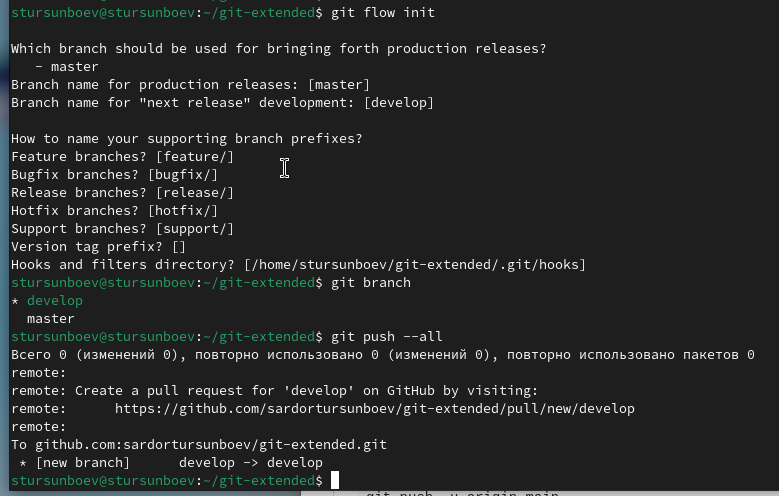 stursunboev@stursunboev:~/git-extended$ git flow init

Which branch should be used for bringing forth production releases?
   - master
Branch name for production releases: [master]
Branch name for "next release" development: [develop]

How to name your supporting branch prefixes?
Feature branches? [feature/]
Bugfix branches? [bugfix/]
Release branches? [release/]
Hotfix branches? [hotfix/]
Support branches? [support/]
Version tag prefix? []
Hooks and filters directory? [/home/stursunboev/git-extended/.git/hooks]
stursunboev@stursunboev:~/git-extended$ git branch
* develop
  master
stursunboev@stursunboev:~/git-extended$ git push --all
Всего 0 (изменений 0), повторно использовано 0 (изменений 0), повторно использовано пакетов 0
remote:
remote: Create a pull request for 'develop' on GitHub by visiting:
remote:      https://github.com/sardortursunboev/git-extended/pull/new/develop
remote:
To github.com:sardortursunboev/git-extended.git
 * [new branch]      develop -> develop
stursunboev@stursunboev:~/git-extended$
git push -u origin main